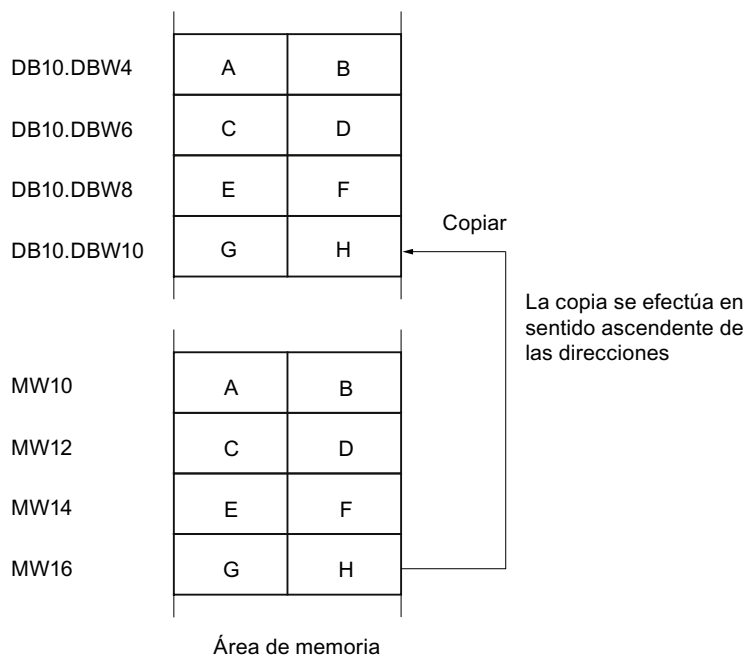 DB10.DBW4 A B
DB10.DBW6 C D
DB10.DBW8 E F
DB10.DBW10 G H
Copiar
La copia se efectúa en
sentido ascendente de
las direcciones
MW10 A B
MW12 C D
MW14 E F
MW16 G H
Área de memoria